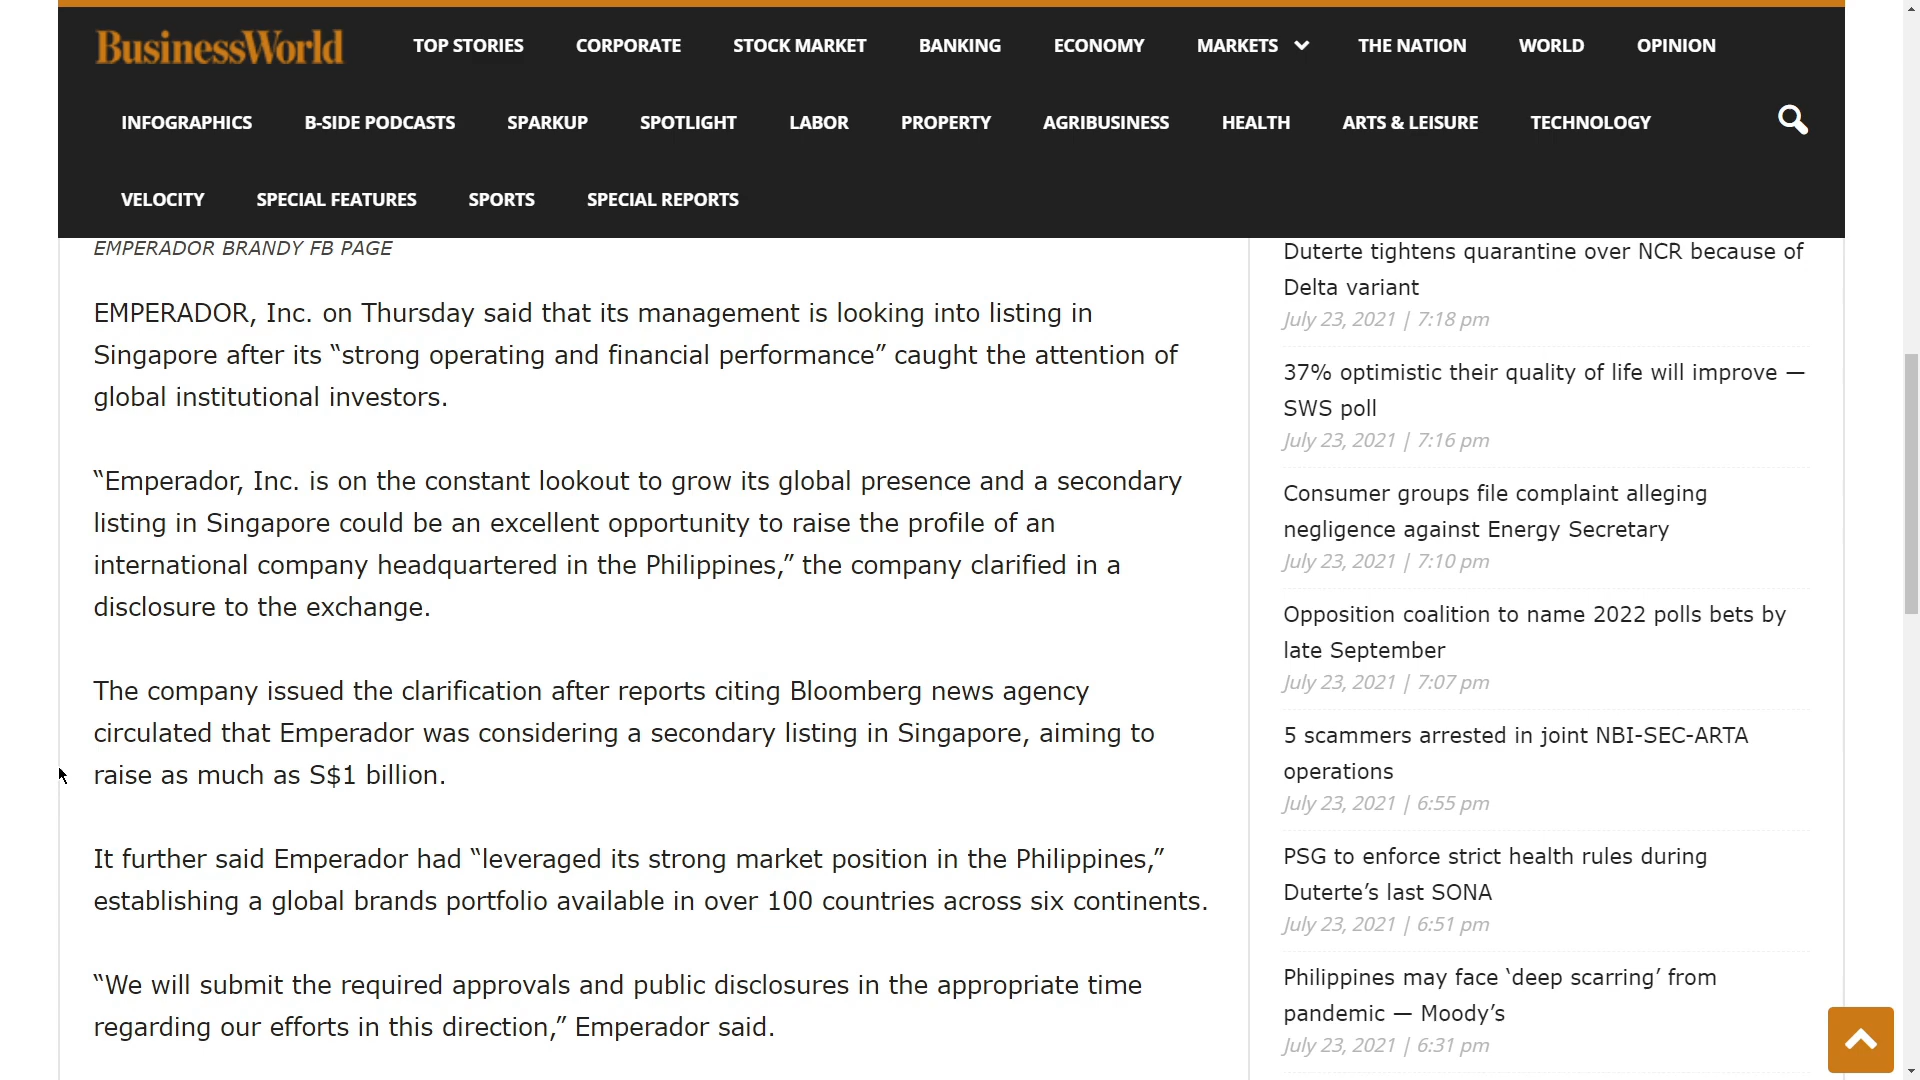 BusinessWorld
TOP STORIES CORPORATE STOCK MARKET BANKING ECONOMY MARKETS THE NATION WORLD OPINION
INFOGRAPHICS B-SIDE PODCASTS SPARKUP SPOTLIGHT LABOR PROPERTY AGRIBUSINESS HEALTH ARTS & LEISURE TECHNOLOGY
VELOCITY SPECIAL FEATURES SPORTS SPECIAL REPORTS
EMPERADOR BRANDY FB PAGE
EMPERADOR, Inc. on Thursday said that its management is looking into listing in
Singapore after its “strong operating and financial performance” caught the attention of
global institutional investors.
“Emperador, Inc. is on the constant lookout to grow its global presence and a secondary
listing in Singapore could be an excellent opportunity to raise the profile of an
international company headquartered in the Philippines,” the company clarified in a
disclosure to the exchange.
The company issued the clarification after reports citing Bloomberg news agency
circulated that Emperador was considering a secondary listing in Singapore, aiming to
raise as much as S$1 billion.
It further said Emperador had “leveraged its strong market position in the Philippines,”
establishing a global brands portfolio available in over 100 countries across six continents.
“We will submit the required approvals and public disclosures in the appropriate time
regarding our efforts in this direction,” Emperador said.
Duterte tightens quarantine over NCR because of
Delta variant
July 23, 2021 | 7:18 pm
37% optimistic their quality of life will improve —
SWS poll
July 23, 2021 | 7:16 pm
Consumer groups file complaint alleging
negligence against Energy Secretary
July 23, 2021 | 7:10 pm
Opposition coalition to name 2022 polls bets by
late September
July 23, 2021 | 7:07 pm
5 scammers arrested in joint NBI-SEC-ARTA
operations
July 23, 2021 | 6:55 pm
PSG to enforce strict health rules during
Duterte’s last SONA
July 23, 2021 | 6:51 pm
Philippines may face ‘deep scarring’ from
pandemic — Moody’s
July 23, 2021 | 6:31 pm